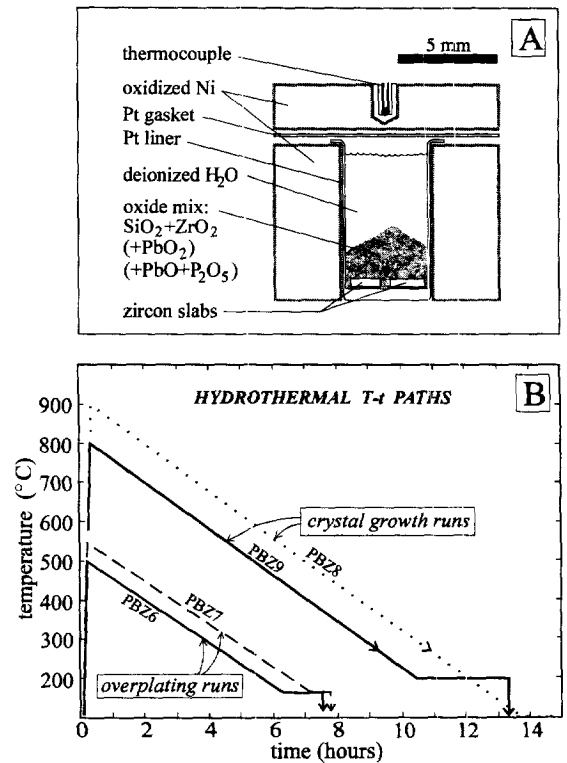 A
5 mm
thermocouple
oxidized Ni
Pt gasket
Pt liner
deionized H₂O
oxide mix:
SiO₂+ZrO₂
(+PbO₂)
(+PbO+P₂O₅)
zircon slabs
B
HYDROTHERMAL T-t PATHS
900
800
700
600
500
400
300
200
temperature (°C)
crystal growth runs
PBZ9
PBZ8
PBZ7
PBZ6
overplating runs
0 2 4 6 8 10 12 14
time (hours)